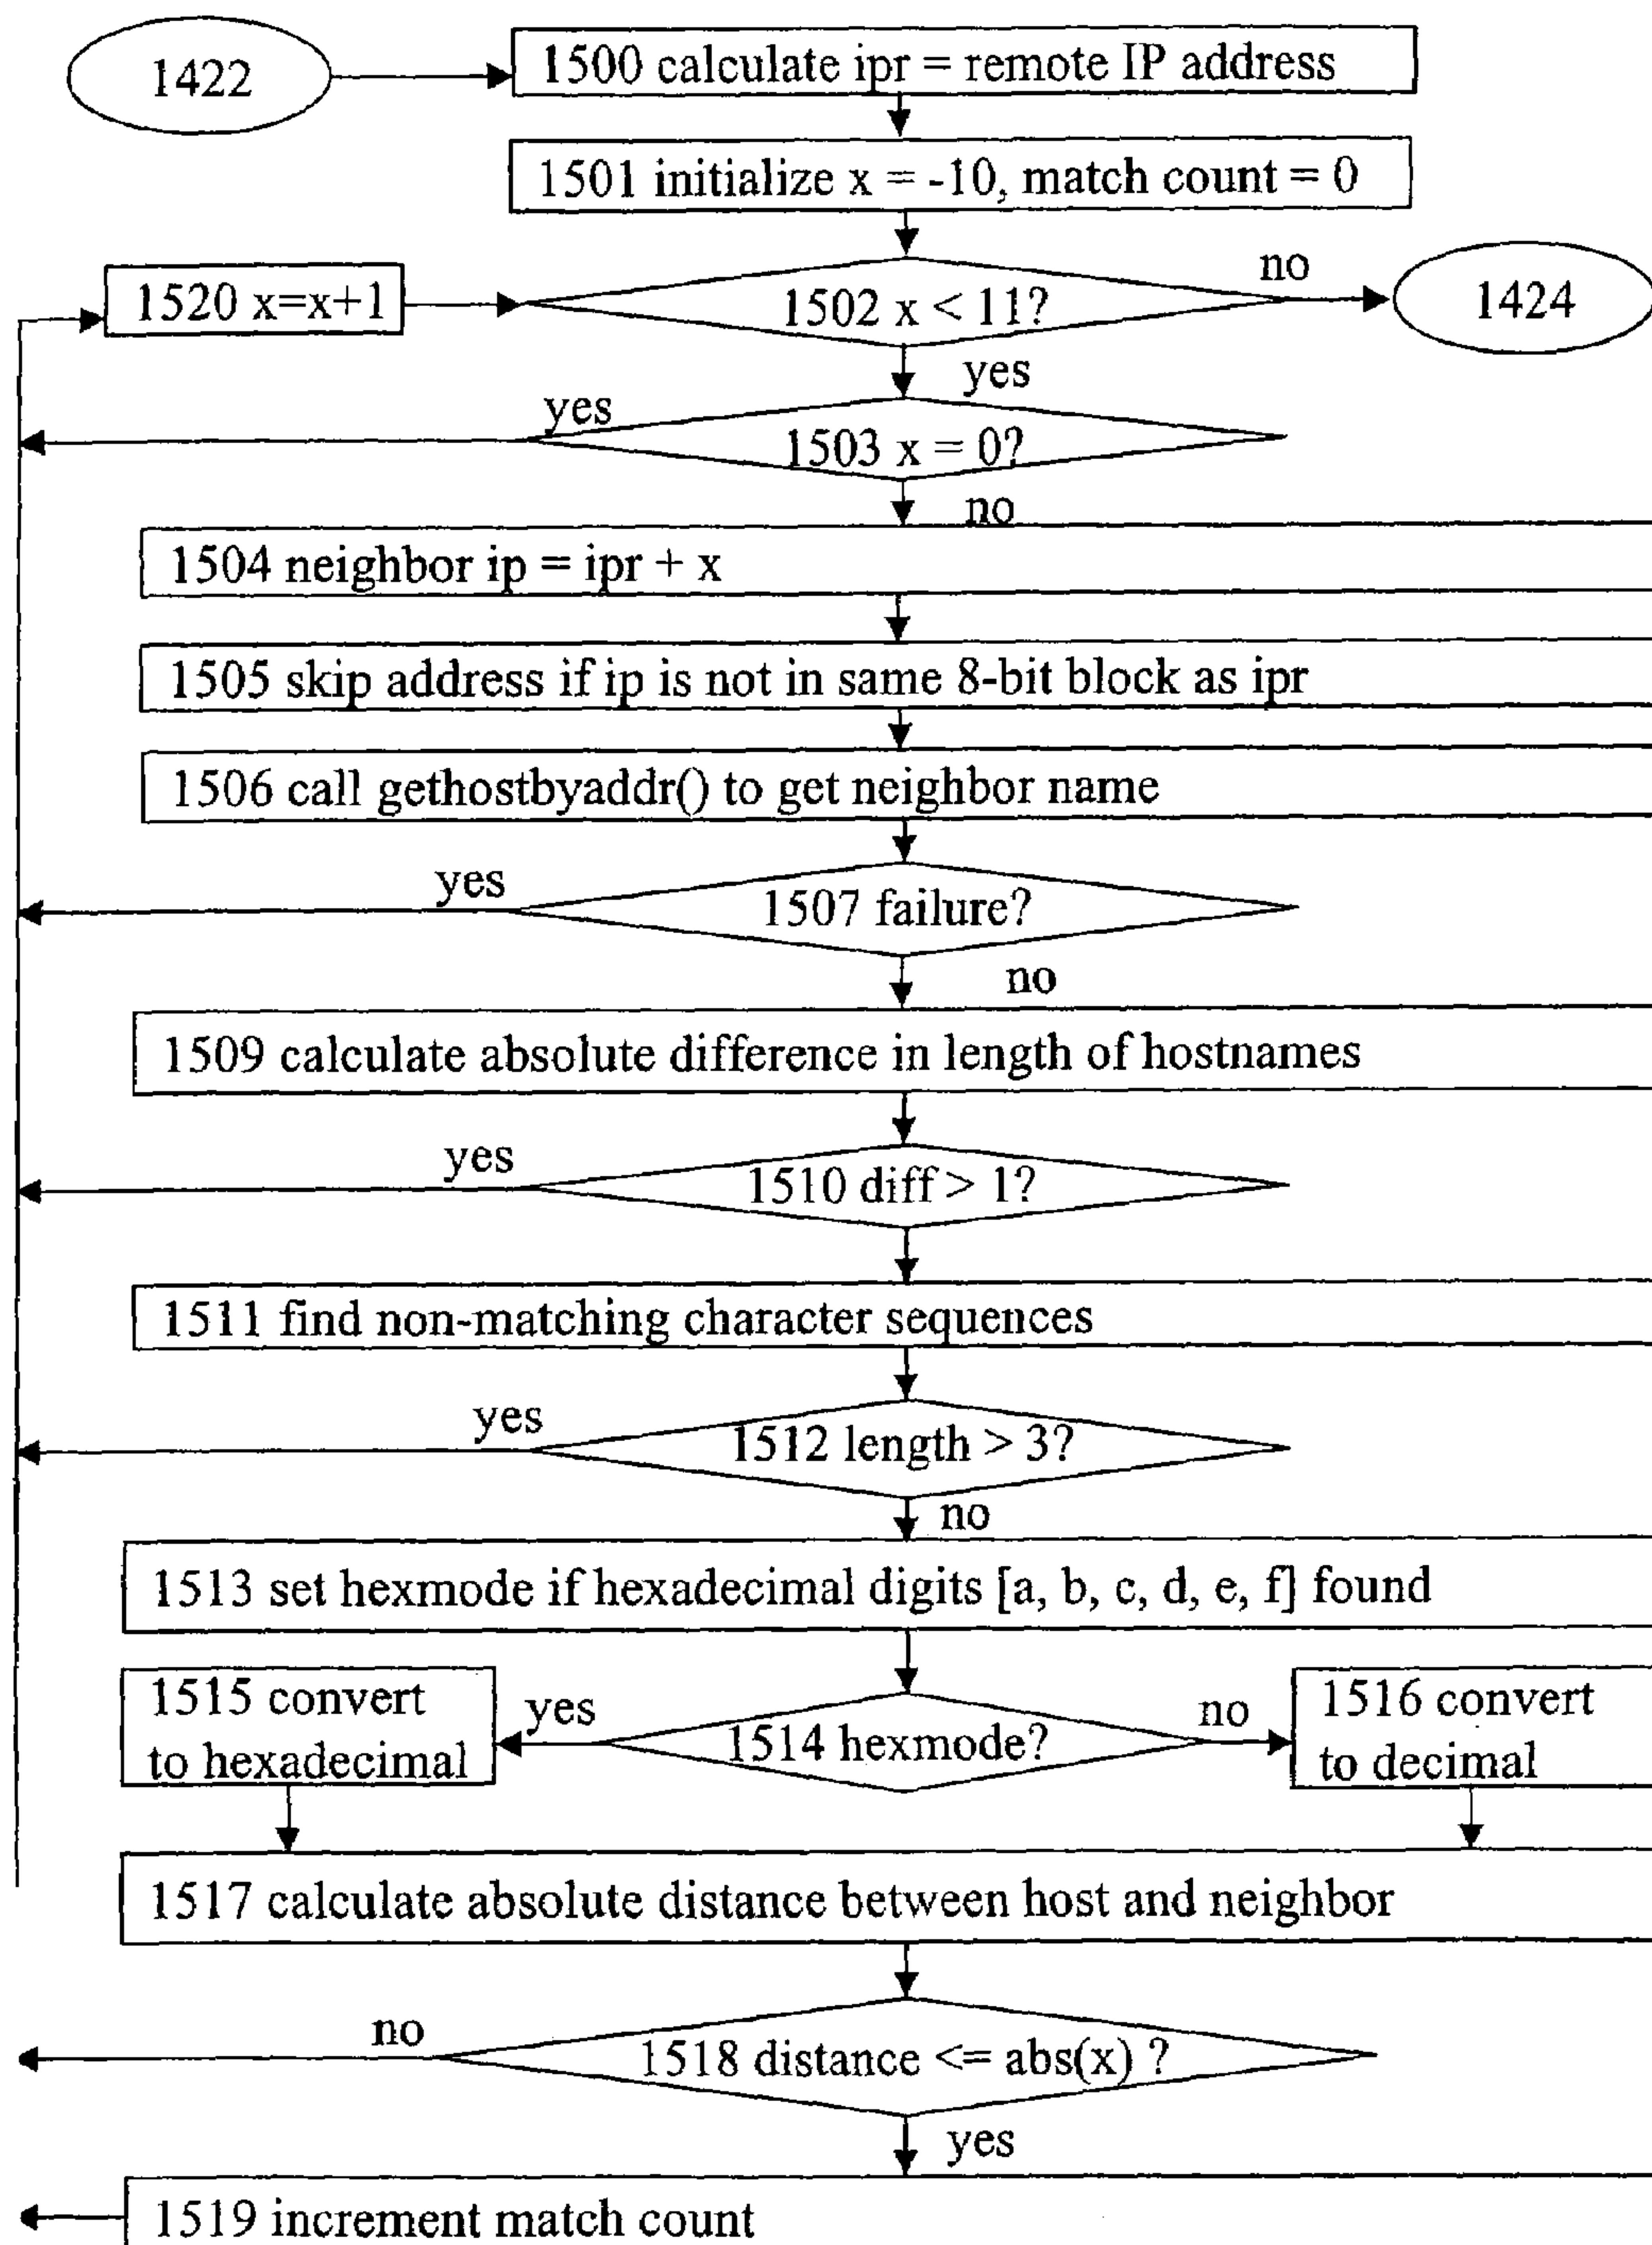 1422
1500 calculate ipr = remote IP address
1501 initialize x = -10, match count = 0
1520 x=x+1
1502 x < 11?
no
1424
yes
yes
1503 x = 0?
no
1504 neighbor ip = ipr + x
1505 skip address if ip is not in same 8-bit block as ipr
1506 call gethostbyaddr() to get neighbor name
yes
1507 failure?
no
1509 calculate absolute difference in length of hostnames
yes
1510 diff > 1?
1511 find non-matching character sequences
yes
1512 length > 3?
no
1513 set hexmode if hexadecimal digits [a, b, c, d, e, f] found
1515 convert
to hexadecimal
yes
1514 hexmode?
no
1516 convert
to decimal
1517 calculate absolute distance between host and neighbor
no
1518 distance <= abs(x) ?
yes
1519 increment match count